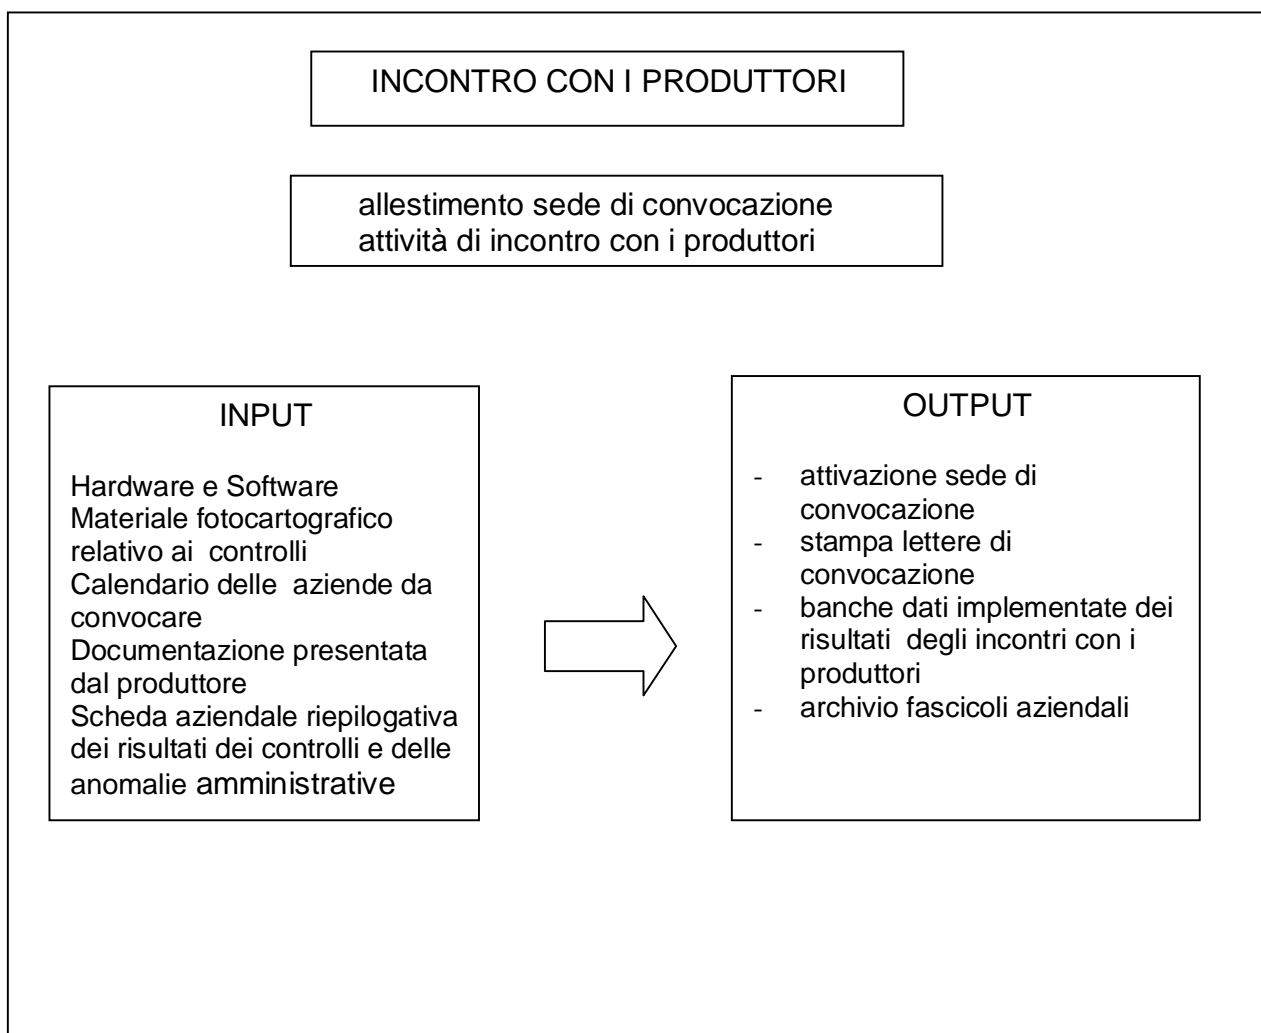 INCONTRO CON I PRODUTTORI
allestimento sede di convocazione
attività di incontro con i produttori
INPUT
Hardware e Software
Materiale fotocartografico
relativo ai controlli
Calendario delle aziende da
convocare
Documentazione presentata
dal produttore
Scheda aziendale riepilogativa
dei risultati dei controlli e delle
anomalie amministrative
OUTPUT
- attivazione sede di
convocazione
- stampa lettere di
convocazione
- banche dati implementate dei
risultati degli incontri con i
produttori
- archivio fascicoli aziendali